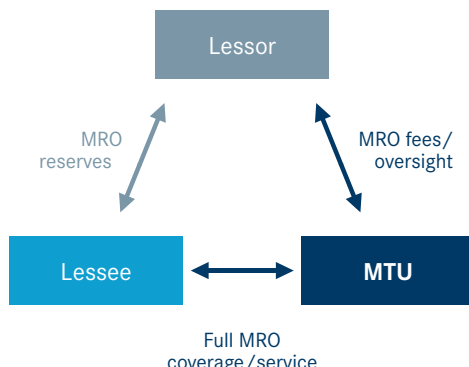 Lessor
MRO
reserves
MRO fees/
oversight
Lessee
MTU
Full MRO
coverage/service